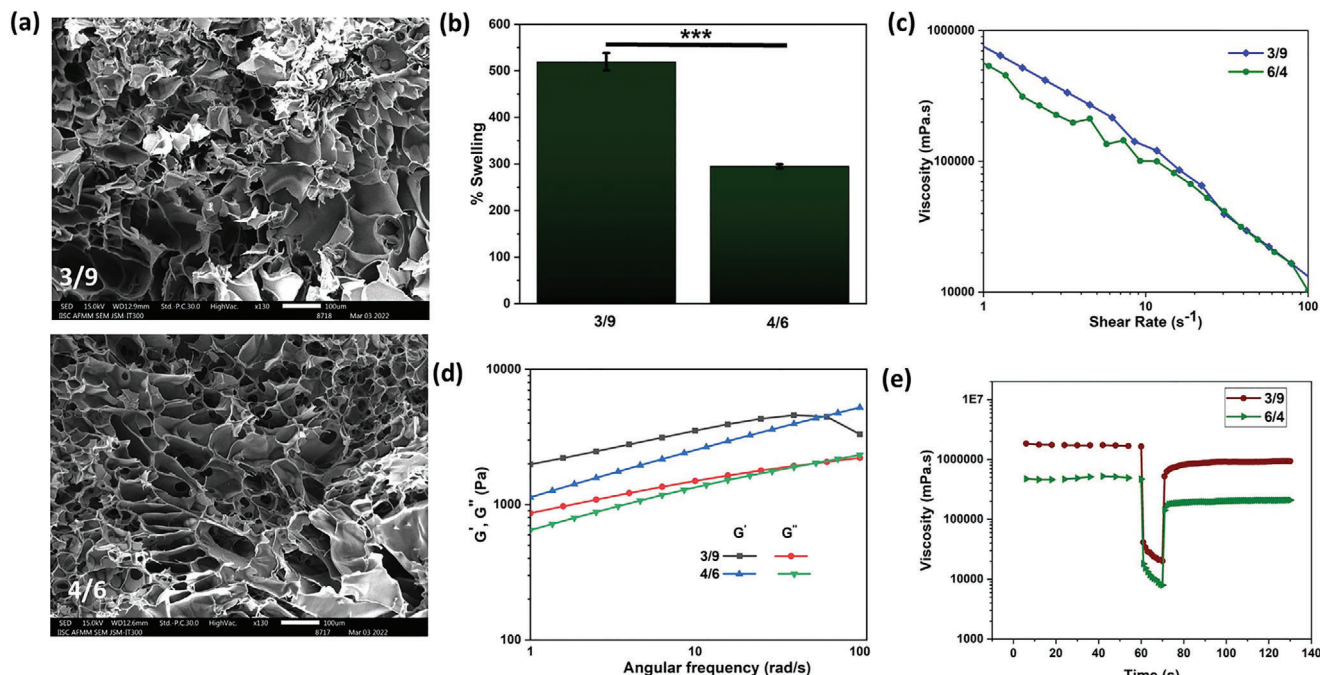 (a)
3/9
SED 15.0kV WD12.9mm Std.-P.C.30.0 HighVac. x130 100um
IISC AFMM SEM JSM-IT300 8718 Mar 03 2022
4/6
SED 15.0kV WD12.6mm Std.-P.C.30.0 HighVac. x130 100um
IISC AFMM SEM JSM-IT300 8717 Mar 03 2022
(b)
600
500
400
300
200
100
0
% Swelling
***
3/9 4/6
(c)
1000000
100000
10000
Viscosity (mPa.s)
3/9
6/4
1 10 100
Shear Rate (s-1)
(d)
10000
1000
100
G', G" (Pa)
G' G"
3/9
4/6
1 10 100
Angular frequency (rad/s)
(e)
1E7
1000000
100000
10000
1000
Viscosity (mPa.s)
3/9
6/4
0 20 40 60 80 100 120 140
Time (s)